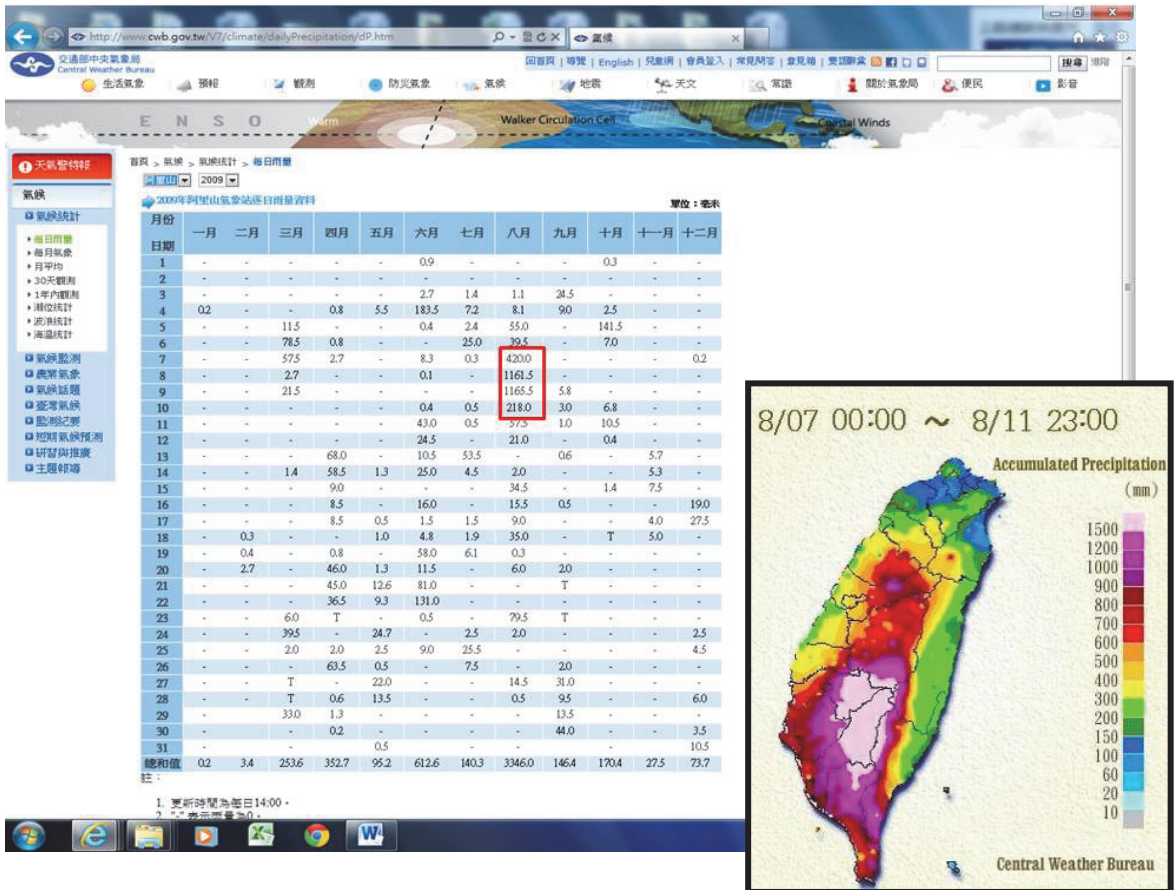 http://www.cwb.gov.tw/V7/climate/dailyPrecipitation/dP.htm
氣候
交通部中央氣象局
Central Weather Bureau
回首頁 | 導覽 | English | 兒童網 | 會員登入 | 常見問答 | 意見箱 | 雙語辭彙
搜尋 進階
生活氣象 預報 觀測 防災氣象 氣候 地震 天文 常識 關於氣象局 便民 影音
E N S O Warm Walker Circulation Cell Coastal Winds
天氣警特報
氣候
氣候統計
每日雨量
每月氣象
月平均
30天觀測
1年內觀測
潮位統計
波浪統計
海溫統計
氣候監測
農業氣象
氣候話題
臺灣氣候
監測紀要
短期氣候預測
研習與推廣
主題報導
首頁 > 氣候 > 氣候統計 > 每日雨量
阿里山 2009
2009年阿里山氣象站逐日雨量資料
單位：毫米
月份 日期 一月 二月 三月 四月 五月 六月 七月 八月 九月 十月 十一月 十二月
1 - - - - - 0.9 - - - 0.3 - -
2 - - - - - - - - - - - -
3 - - - - - 2.7 1.4 1.1 24.5 - - -
4 0.2 - - 0.8 5.5 183.5 7.2 8.1 9.0 2.5 - -
5 - - 11.5 - - 0.4 2.4 55.0 - 141.5 - -
6 - - 78.5 0.8 - - 25.0 39.5 - 7.0 - -
7 - - 57.5 2.7 - 8.3 0.3 420.0 - - - 0.2
8 - - 2.7 - - 0.1 - 1161.5 - - - -
9 - - 21.5 - - - - 1165.5 5.8 - - -
10 - - - - - 0.4 0.5 218.0 3.0 6.8 - -
11 - - - - - 43.0 0.5 57.5 1.0 10.5 - -
12 - - - - - 24.5 - 21.0 - 0.4 - -
13 - - - 68.0 - 10.5 53.5 - 0.6 - 5.7 -
14 - - 1.4 58.5 1.3 25.0 4.5 2.0 - - 5.3 -
15 - - - 9.0 - - - 34.5 - 1.4 7.5 -
16 - - - 8.5 - 16.0 - 15.5 0.5 - - 19.0
17 - - - 8.5 0.5 1.5 1.5 9.0 - - 4.0 27.5
18 - 0.3 - - 1.0 4.8 1.9 35.0 - T 5.0 -
19 - 0.4 - 0.8 - 58.0 6.1 0.3 - - - -
20 - 2.7 - 46.0 1.3 11.5 - 6.0 2.0 - - -
21 - - - 45.0 12.6 81.0 - - T - - -
22 - - - 36.5 9.3 131.0 - - - - - -
23 - - 6.0 T - 0.5 - 79.5 T - - -
24 - - 39.5 - 24.7 - 2.5 2.0 - - - 2.5
25 - - 2.0 2.0 2.5 9.0 25.5 - - - - 4.5
26 - - - 63.5 0.5 - 7.5 - 2.0 - - -
27 - - T - 22.0 - - 14.5 31.0 - - -
28 - - T 0.6 13.5 - - 0.5 9.5 - - 6.0
29 - 33.0 1.3 - - - - 13.5 - - -
30 - - 0.2 - - - - 44.0 - - 3.5
31 - - 0.5 - - - 10.5
總和值 0.2 3.4 253.6 352.7 95.2 612.6 140.3 3346.0 146.4 170.4 27.5 73.7
註：
1. 更新時間為每日14:00。
2. "-" 表示雨量為0。
8/07 00:00 ~ 8/11 23:00
Accumulated Precipitation
(mm)
1500
1200
1000
900
800
700
600
500
400
300
200
150
100
60
20
10
Central Weather Bureau